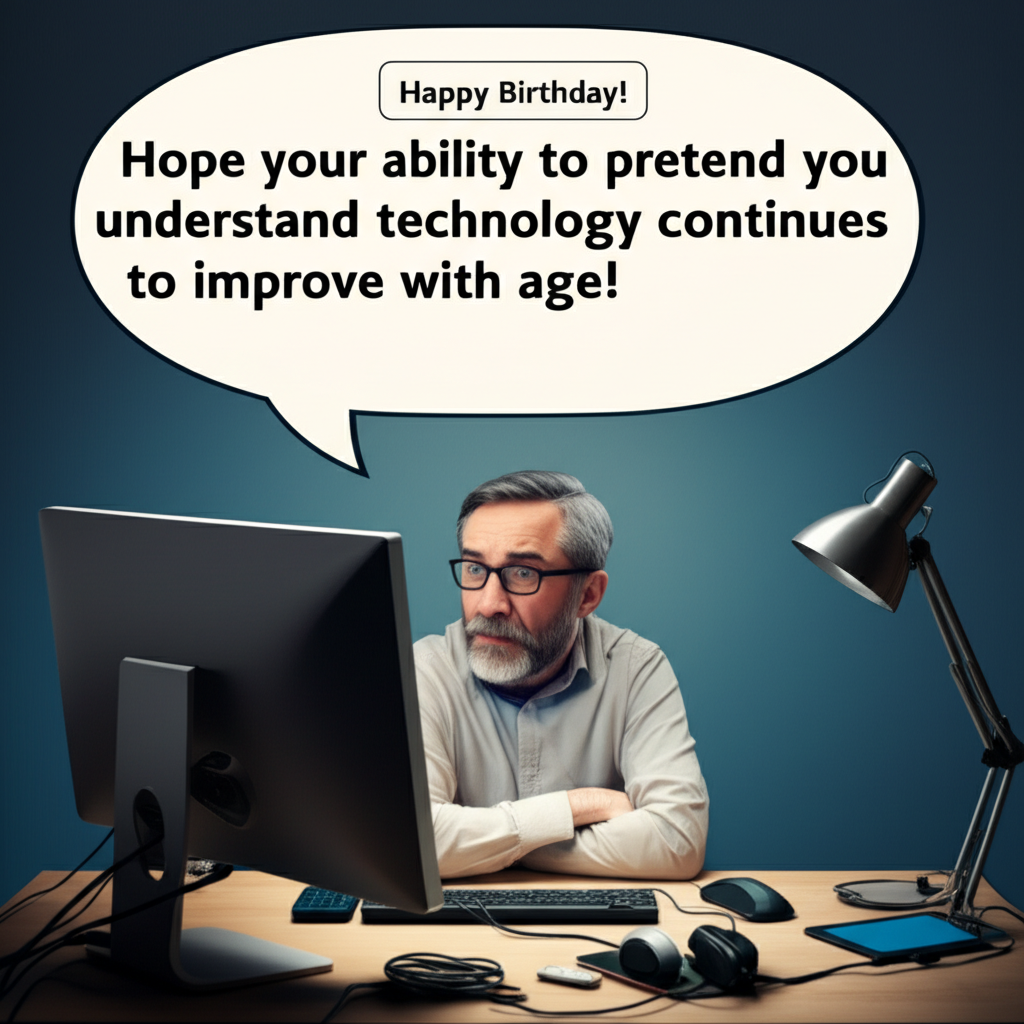 Happy Birthday!
Hope your ability to pretend you
understand technology continues
to improve with age!